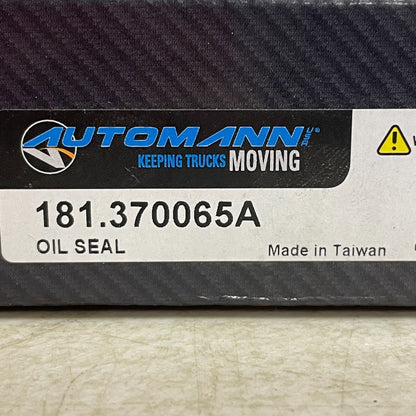 AUTOMANN INC.®
KEEPING TRUCKS MOVING
181.370065A
OIL SEAL
Made in Taiwan